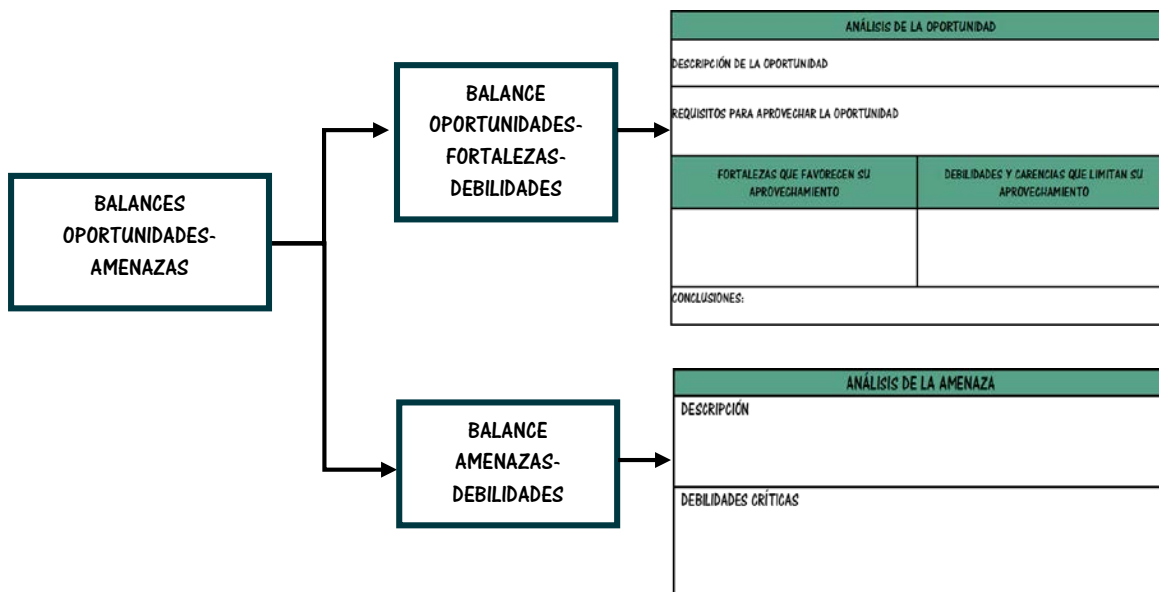 BALANCES
OPORTUNIDADES-
AMENAZAS
BALANCE
OPORTUNIDADES-
FORTALEZAS-
DEBILIDADES
ANÁLISIS DE LA OPORTUNIDAD
DESCRIPCIÓN DE LA OPORTUNIDAD
REQUISITOS PARA APROVECHAR LA OPORTUNIDAD
FORTALEZAS QUE FAVORECEN SU
APROVECHAMIENTO
DEBILIDADES Y CARENCIAS QUE LIMITAN SU
APROVECHAMIENTO
CONCLUSIONES:
BALANCE
AMENAZAS-
DEBILIDADES
ANÁLISIS DE LA AMENAZA
DESCRIPCIÓN
DEBILIDADES CRÍTICAS